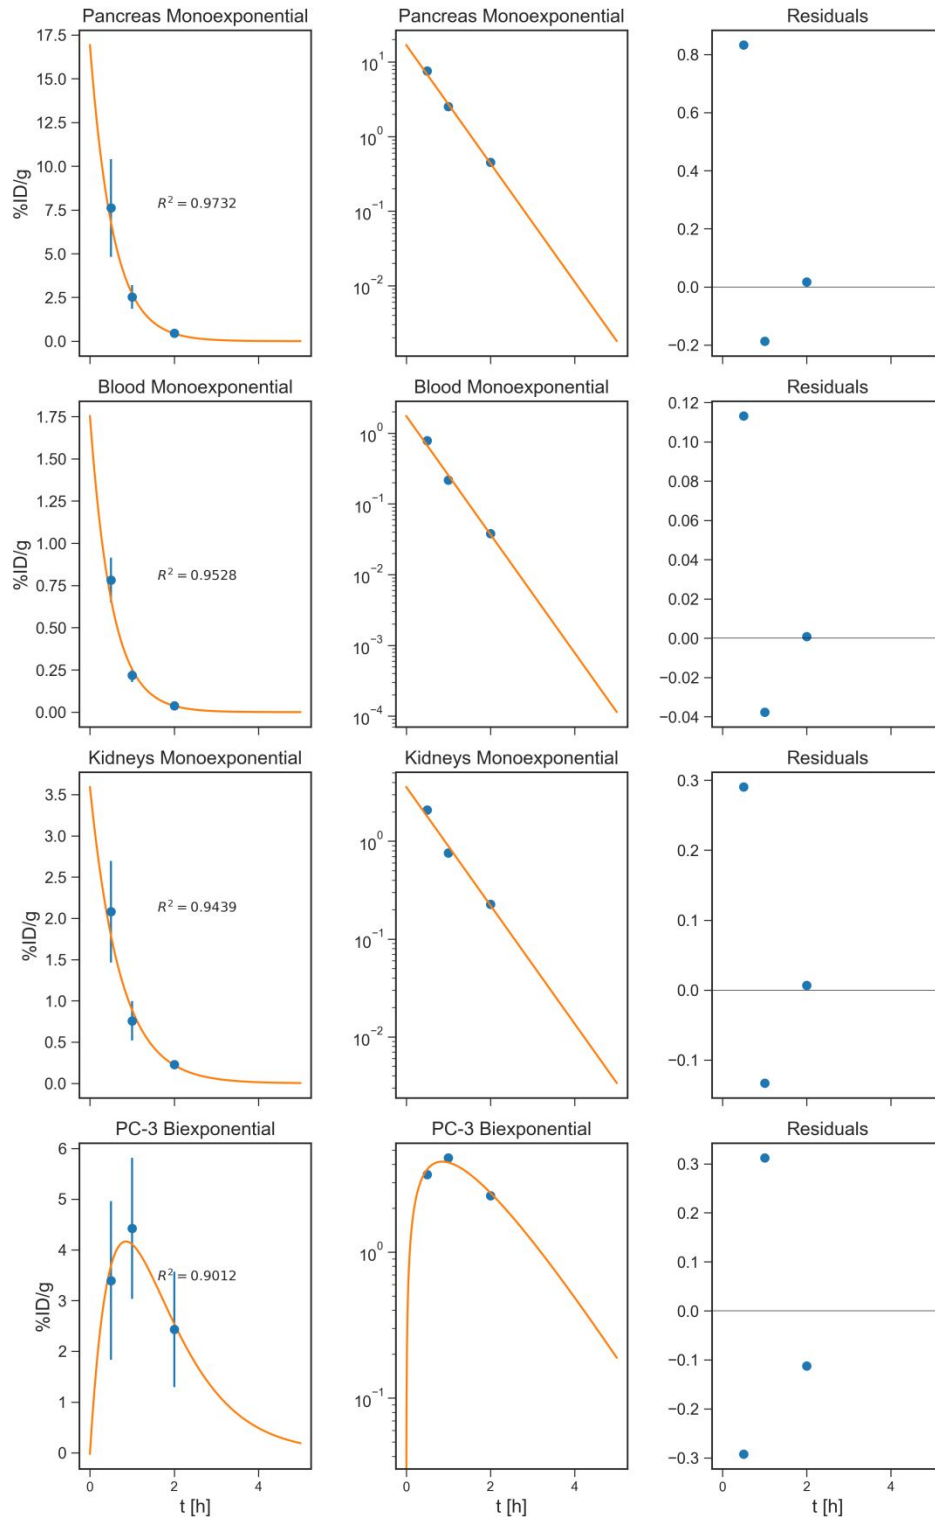 Pancreas Monoexponential
Pancreas Monoexponential
Residuals
%ID/g
17.5
15.0
12.5
10.0
7.5
5.0
2.5
0.0
R² = 0.9732
10¹
10⁰
10⁻¹
10⁻²
0.8
0.6
0.4
0.2
0.0
−0.2
Blood Monoexponential
Blood Monoexponential
Residuals
%ID/g
1.75
1.50
1.25
1.00
0.75
0.50
0.25
0.00
R² = 0.9528
10⁰
10⁻¹
10⁻²
10⁻³
10⁻⁴
0.12
0.10
0.08
0.06
0.04
0.02
0.00
−0.02
−0.04
Kidneys Monoexponential
Kidneys Monoexponential
Residuals
%ID/g
3.5
3.0
2.5
2.0
1.5
1.0
0.5
0.0
R² = 0.9439
10⁰
10⁻¹
10⁻²
0.3
0.2
0.1
0.0
−0.1
PC-3 Biexponential
PC-3 Biexponential
Residuals
%ID/g
6
5
4
3
2
1
0
R² = 0.9012
10⁰
10⁻¹
0.3
0.2
0.1
0.0
−0.1
−0.2
−0.3
0 2 4
0 2 4
0 2 4
t [h]
t [h]
t [h]